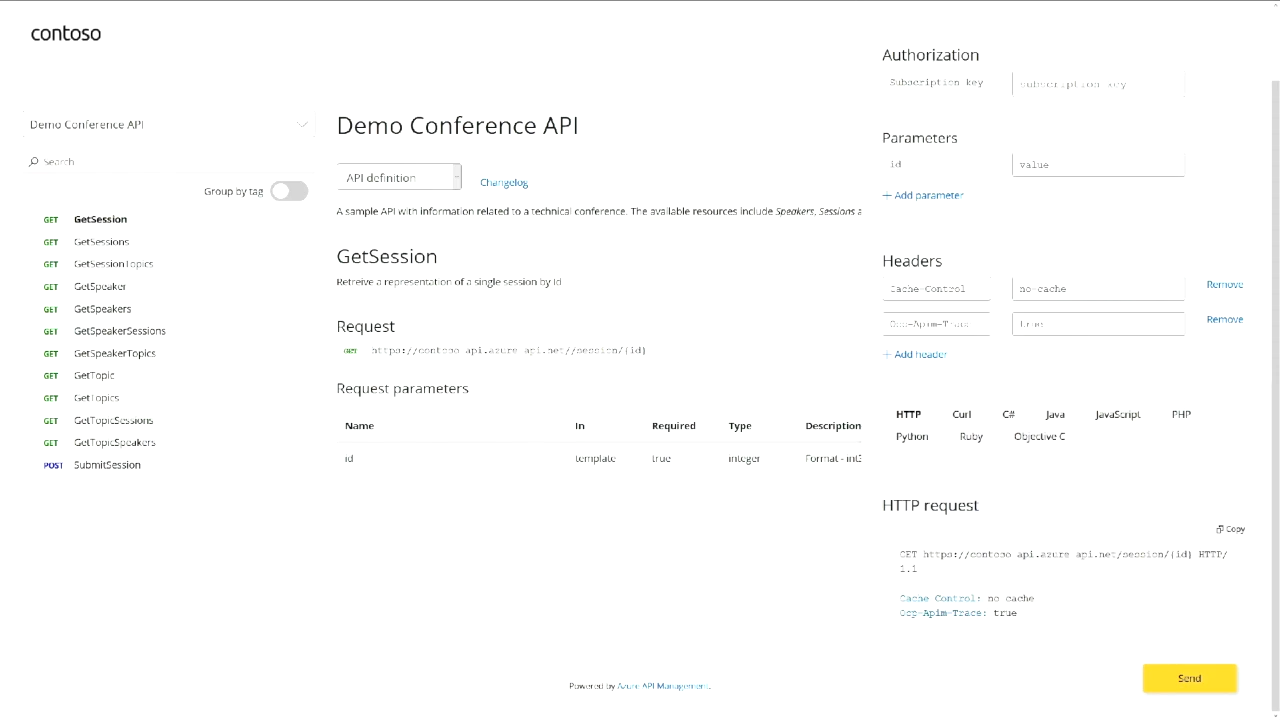 contoso
Demo Conference API
Search
Group by tag
GET GetSession
GET GetSessions
GET GetSessionTopics
GET GetSpeaker
GET GetSpeakers
GET GetSpeakerSessions
GET GetSpeakerTopics
GET GetTopic
GET GetTopics
GET GetTopicSessions
GET GetTopicSpeakers
POST SubmitSession
Demo Conference API
API definition
Changelog
A sample API with information related to a technical conference. The available resources include Speakers, Sessions a
GetSession
Retreive a representation of a single session by id
Request
GET https://contoso api.azure api.net//session/{id}
Request parameters
Name In Required Type Description
id template true integer Format - int3
Authorization
Subscription key subscription key
Parameters
id value
+ Add parameter
Headers
Cache-Control no-cache Remove
Ocp-Apim-Trace true Remove
+ Add header
HTTP Curl C# Java JavaScript PHP
Python Ruby Objective C
HTTP request
Copy
GET https://contoso api.azure api.net/session/{id} HTTP/
1.1
Cache Control: no cache
Ocp-Apim-Trace: true
Send
Powered by Azure API Management.